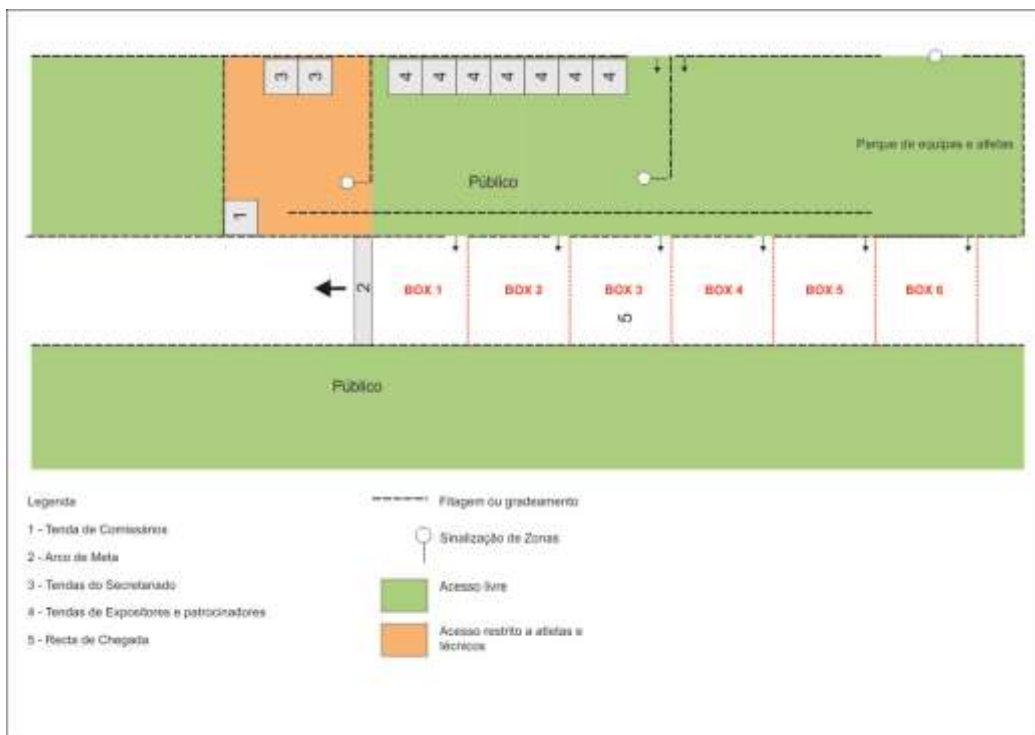 3
3
4
4
4
4
4
4
4
Parque de equipas e atletas
Público
1
2
BOX 1
BOX 2
BOX 3
BOX 4
BOX 5
BOX 6
5
Público
Legenda
1 - Tenda de Comissários
2 - Arco de Meta
3 - Tendas do Secretariado
4 - Tendas de Expositores e patrocinadores
5 - Recta de Chegada
Fitagem ou gradeamento
Sinalização de Zonas
Acesso livre
Acesso restrito a atletas e
técnicos